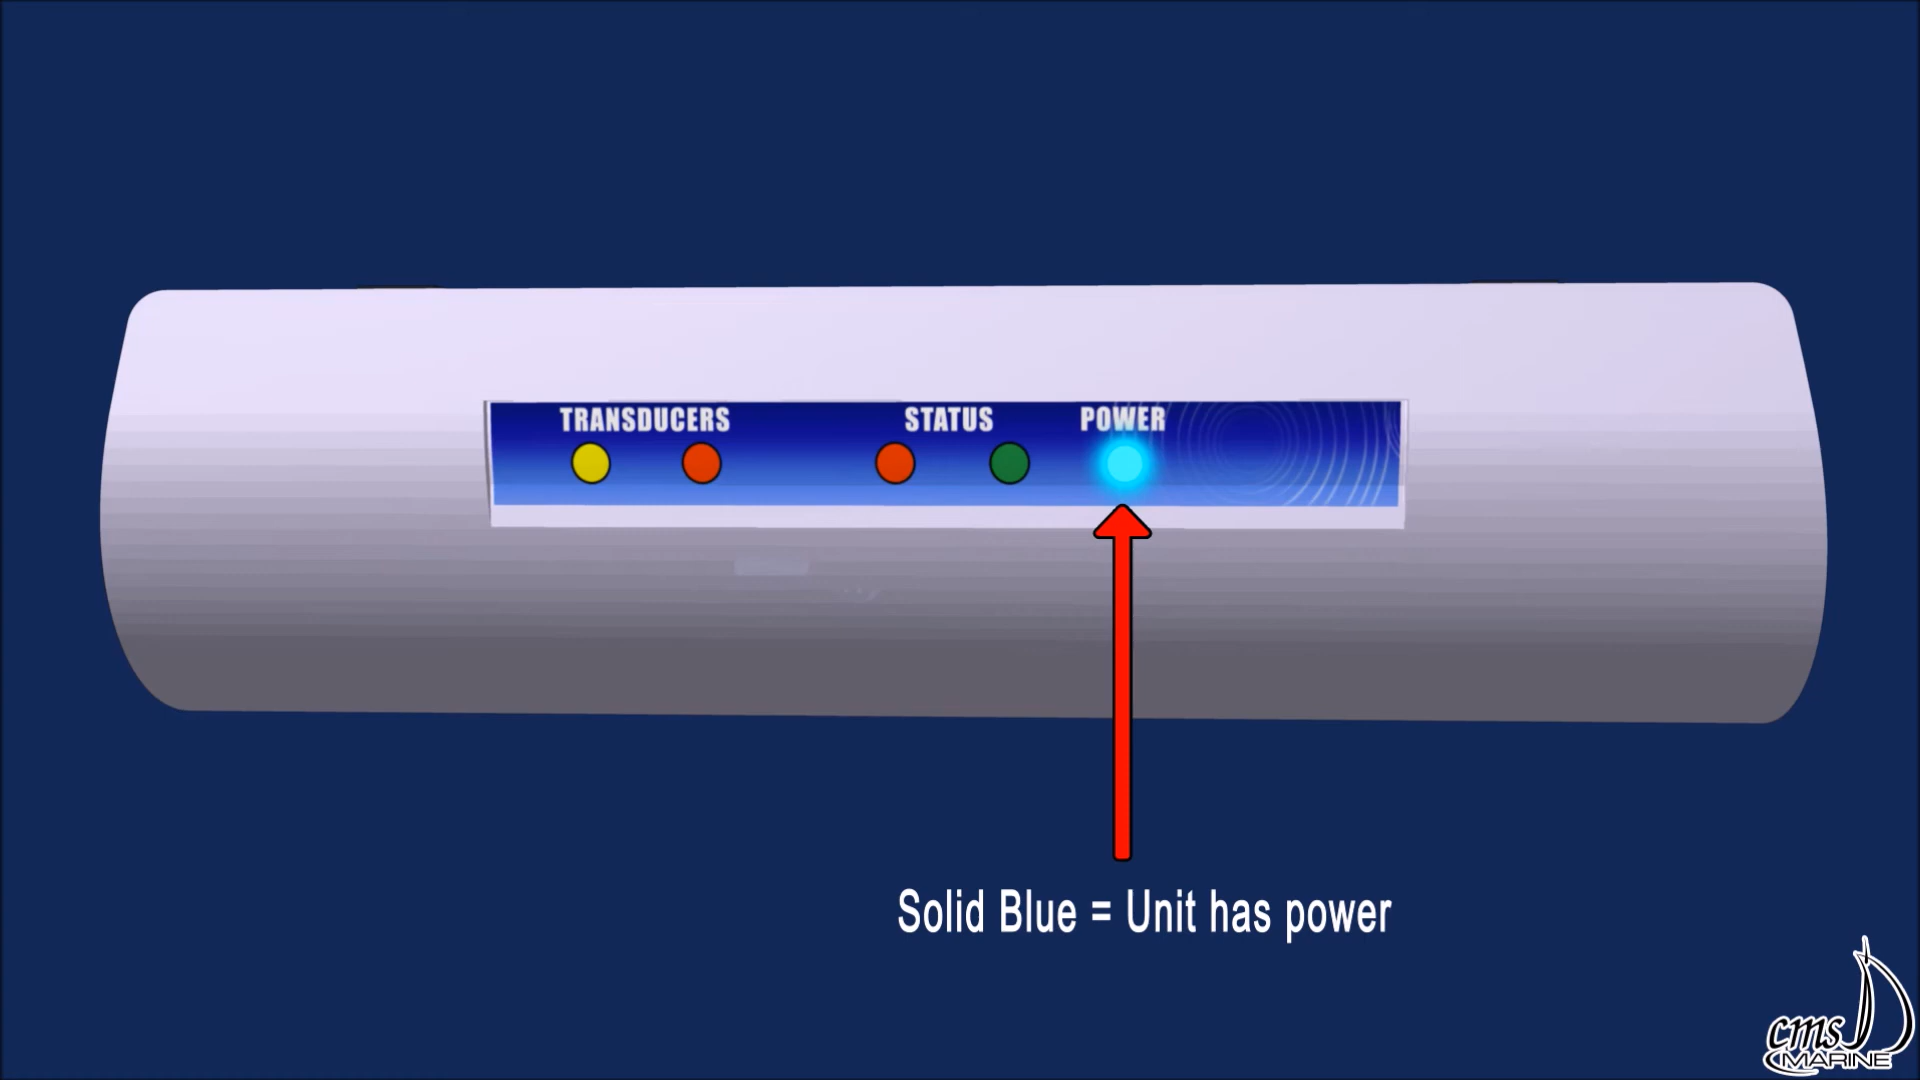 TRANSDUCERS STATUS POWER
Solid Blue = Unit has power
cms
MARINE